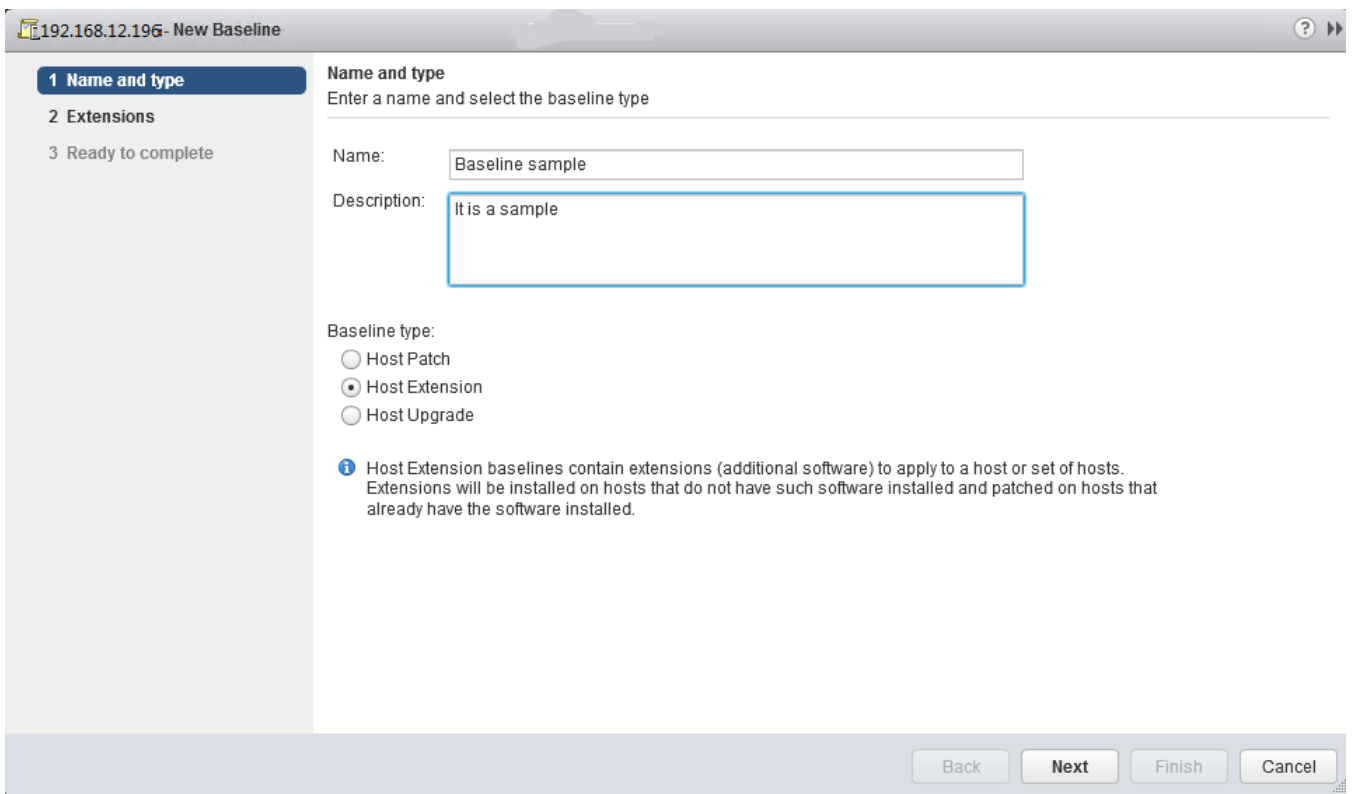 192.168.12.196- New Baseline
?
1 Name and type
2 Extensions
3 Ready to complete
Name and type
Enter a name and select the baseline type
Name:
Baseline sample
Description:
It is a sample
Baseline type:
Host Patch
Host Extension
Host Upgrade
Host Extension baselines contain extensions (additional software) to apply to a host or set of hosts.
Extensions will be installed on hosts that do not have such software installed and patched on hosts that
already have the software installed.
Back
Next
Finish
Cancel